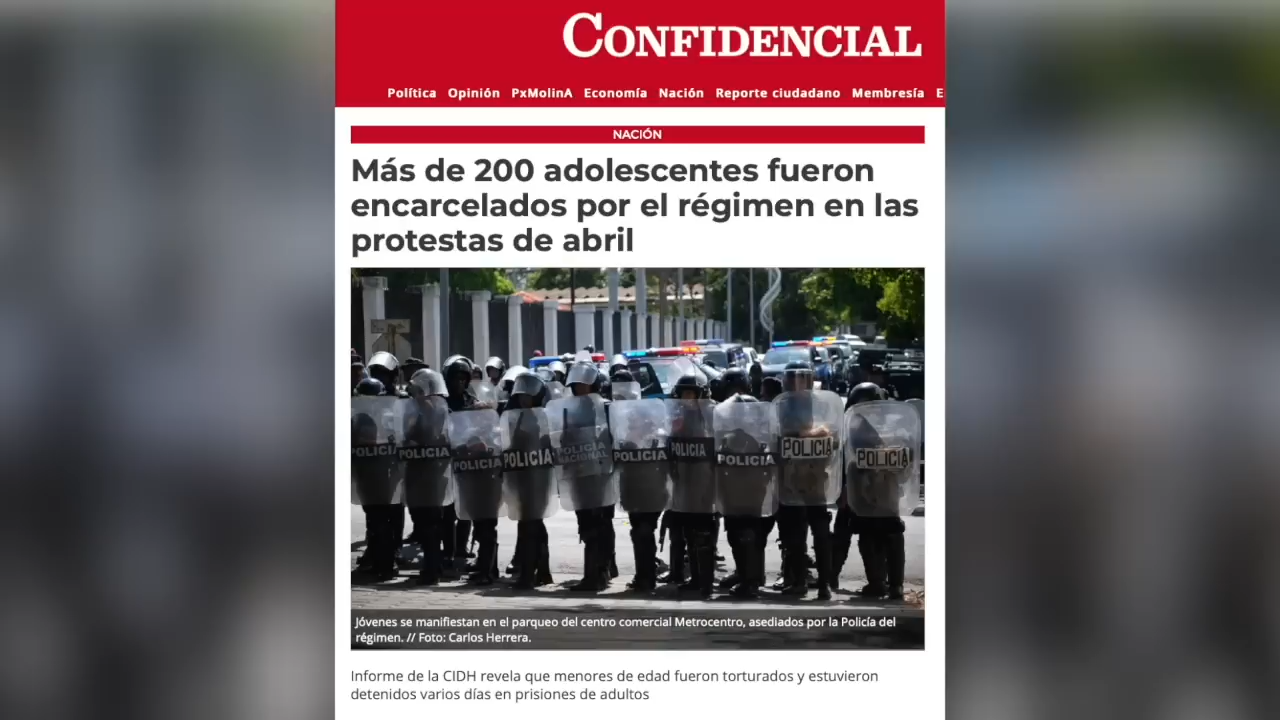 CONFIDENCIAL
Política Opinión PxMolinA Economía Nación Reporte ciudadano Membresía E
NACIÓN
Más de 200 adolescentes fueron
encarcelados por el régimen en las
protestas de abril
POLICIA POLICIA POLICIA POLICIA POLICIA NACIONAL POLICIA POLICIA POLICIA POLICIA POLICIA
Jóvenes se manifiestan en el parqueo del centro comercial Metrocentro, asediados por la Policía del
régimen. // Foto: Carlos Herrera.
Informe de la CIDH revela que menores de edad fueron torturados y estuvieron
detenidos varios días en prisiones de adultos